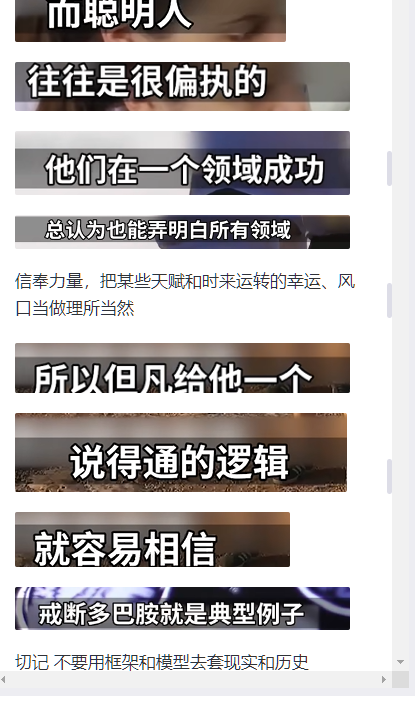 而聪明人
往往是很偏执的
他们在一个领域成功
总认为也能弄明白所有领域
信奉力量，把某些天赋和时来运转的幸运、风
口当做理所当然
所以但凡给他一个
说得通的逻辑
就容易相信
戒断多巴胺就是典型例子
切记 不要用框架和模型去套现实和历史